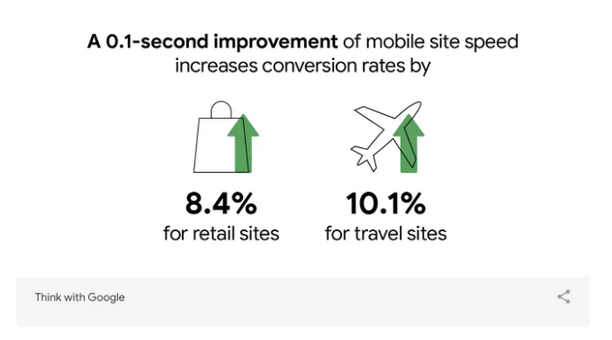 A 0.1-second improvement of mobile site speed
increases conversion rates by
8.4%
for retail sites
10.1%
for travel sites
Think with Google